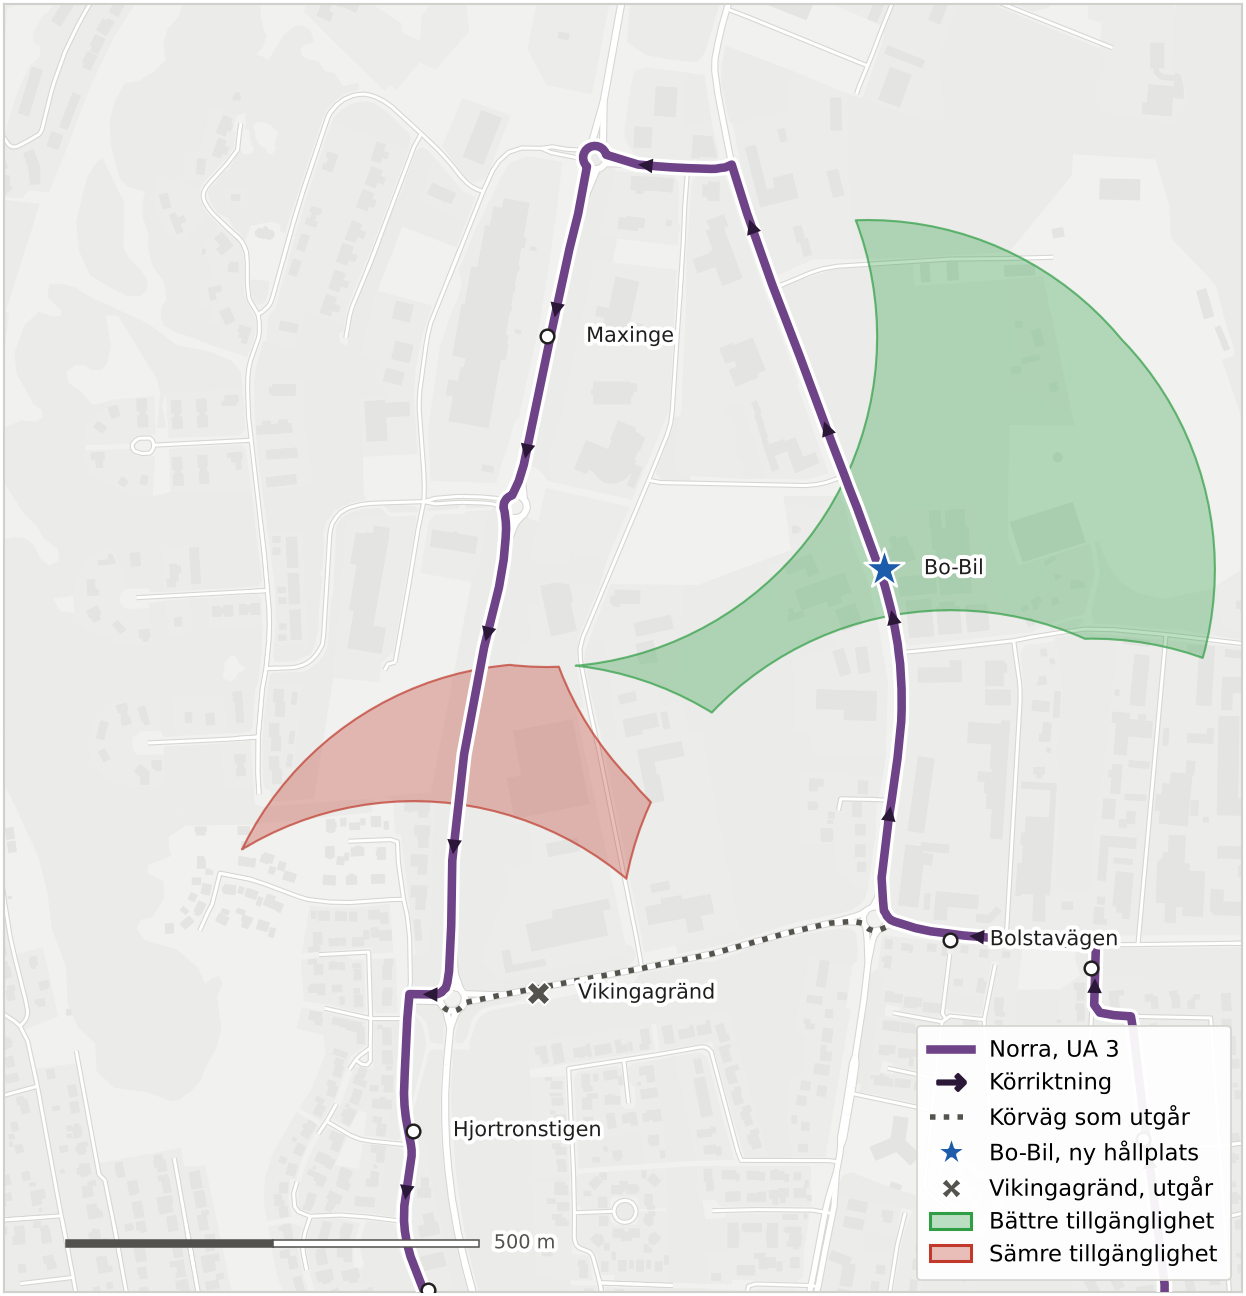 Maxinge
Bo-Bil
Bolstavägen
Vikingagränd
Hjortronstigen
Norra, UA 3
Körriktning
Körväg som utgår
Bo-Bil, ny hållplats
Vikingagränd, utgår
Bättre tillgänglighet
Sämre tillgänglighet
500 m